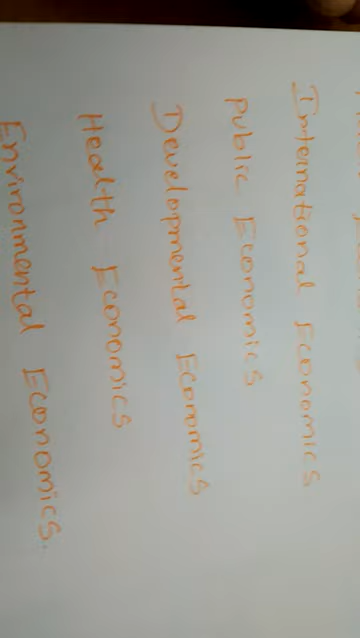 International Economics
Public Economics
Developmental Economics
Health Economics
Environmental Economics.